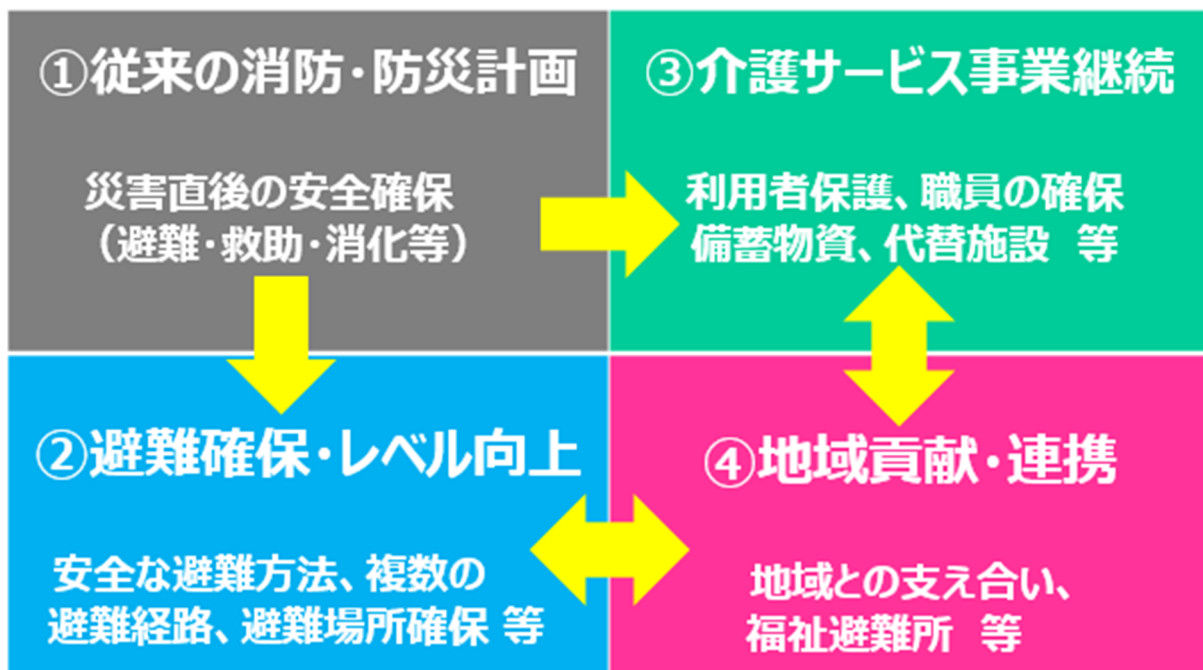 ①従来の消防・防災計画
災害直後の安全確保
（避難・救助・消化等）
③介護サービス事業継続
利用者保護、職員の確保
備蓄物資、代替施設 等
②避難確保・レベル向上
安全な避難方法、複数の
避難経路、避難場所確保 等
④地域貢献・連携
地域との支え合い、
福祉避難所 等